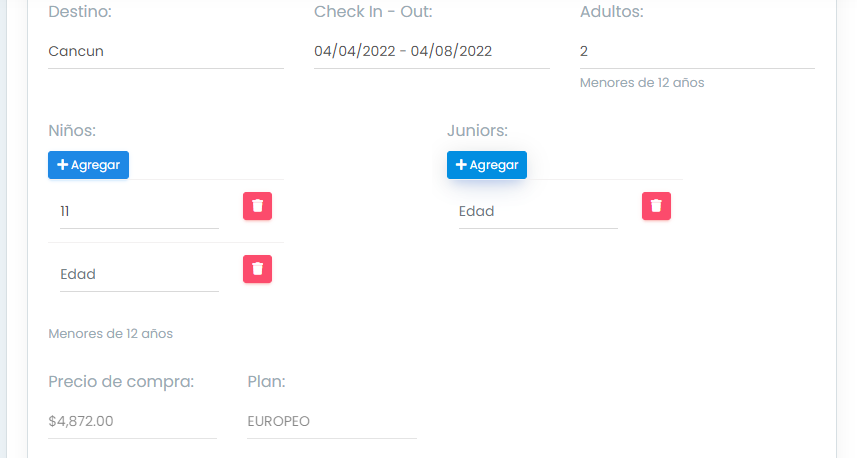 Destino:
Check In - Out:
Adultos:
Cancun
04/04/2022 - 04/08/2022
2
Menores de 12 años
Niños:
Juniors:
+ Agregar
+ Agregar
11
Edad
Edad
Menores de 12 años
Precio de compra:
Plan:
$4,872.00
EUROPEO